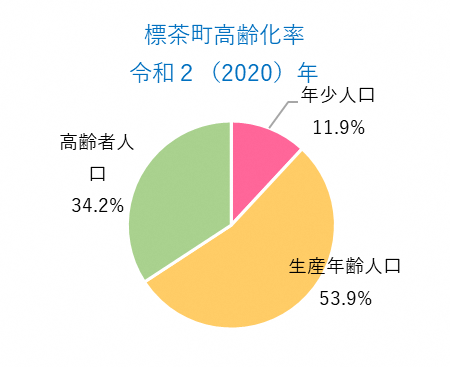 標茶町高齢化率
令和２（2020）年
年少人口
11.9%
高齢者人
口
34.2%
生産年齢人口
53.9%